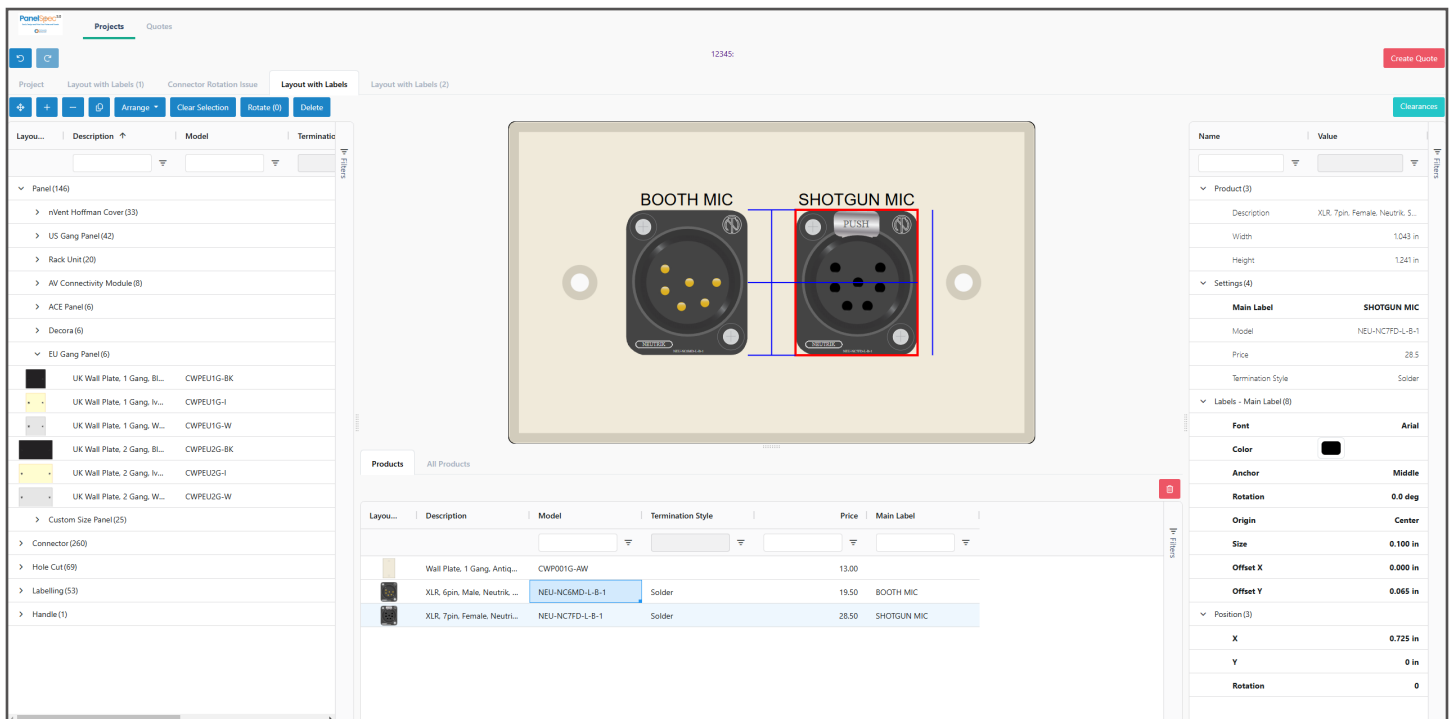 PanelSpec
Projects Quotes
12345:
Create Quote
Project Layout with Labels (1) Connector Rotation Issue Layout with Labels Layout with Labels (2)
Arrange Clear Selection Rotate (0) Delete Clearances
Layou... Description Model Terminatio
Filters
Panel (146)
nVent Hoffman Cover (33)
US Gang Panel (42)
Rack Unit (20)
AV Connectivity Module (8)
ACE Panel (6)
Decora (6)
EU Gang Panel (6)
UK Wall Plate, 1 Gang, Bl... CWPEU1G-BK
UK Wall Plate, 1 Gang, Iv... CWPEU1G-I
UK Wall Plate, 1 Gang, W... CWPEU1G-W
UK Wall Plate, 2 Gang, Bl... CWPEU2G-BK
UK Wall Plate, 2 Gang, Iv... CWPEU2G-I
UK Wall Plate, 2 Gang, W... CWPEU2G-W
Custom Size Panel (25)
Connector (260)
Hole Cut (69)
Labelling (53)
Handle (1)
BOOTH MIC SHOTGUN MIC
PUSH
NEUTRIK NEUTRIK
Products All Products
Layou... Description Model Termination Style Price Main Label
Filters
Wall Plate, 1 Gang, Antiq... CWP001G-AW 13.00
XLR, 6pin, Male, Neutrik, ... NEU-NC6MD-L-B-1 Solder 19.50 BOOTH MIC
XLR, 7pin, Female, Neutri... NEU-NC7FD-L-B-1 Solder 28.50 SHOTGUN MIC
Name Value
Filters
Product (3)
Description XLR, 7pin, Female, Neutrik, S...
Width 1.043 in
Height 1.241 in
Settings (4)
Main Label SHOTGUN MIC
Model NEU-NC7FD-L-B-1
Price 28.5
Termination Style Solder
Labels - Main Label (8)
Font Arial
Color
Anchor Middle
Rotation 0.0 deg
Origin Center
Size 0.100 in
Offset X 0.000 in
Offset Y 0.065 in
Position (3)
X 0.725 in
Y 0 in
Rotation 0